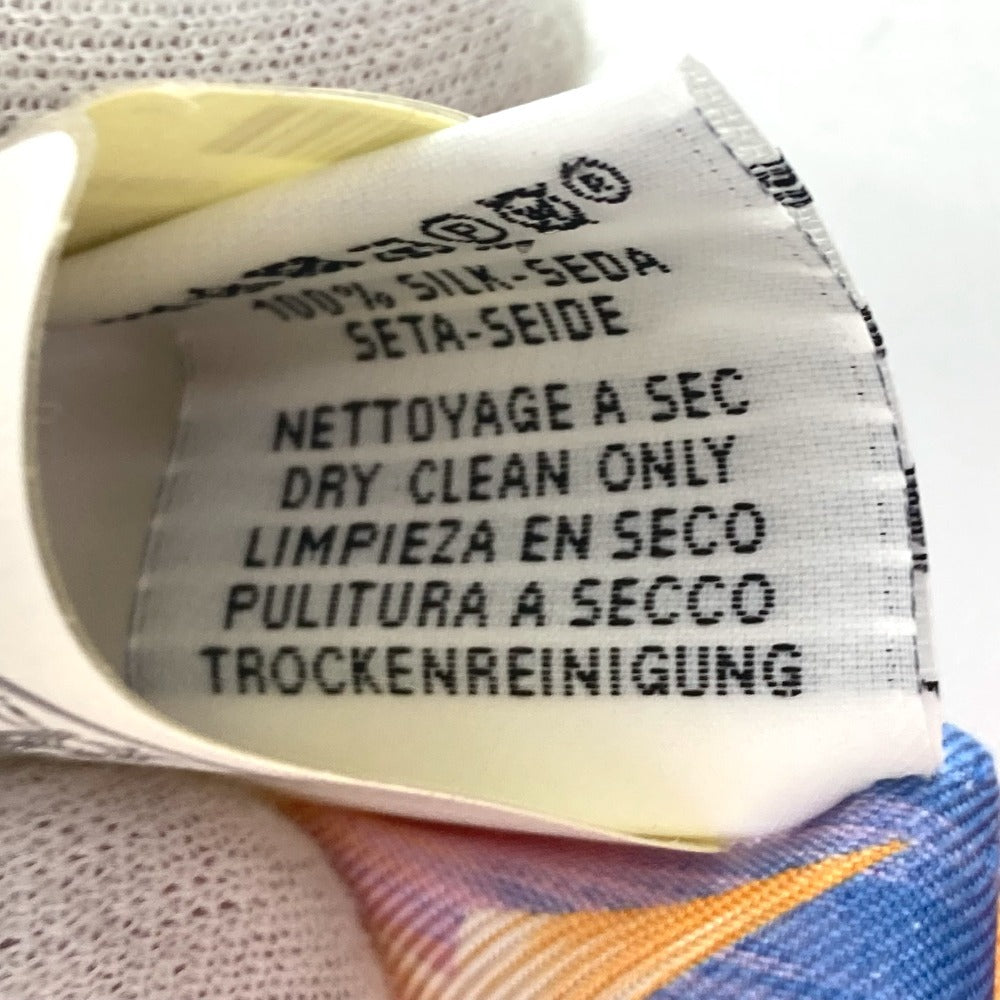 P W R
100% SILK-SEDA
SETA-SEIDE
NETTOYAGE A SEC
DRY CLEAN ONLY
LIMPIEZA EN SECO
PULITURA A SECCO
TROCKENREINIGUNG